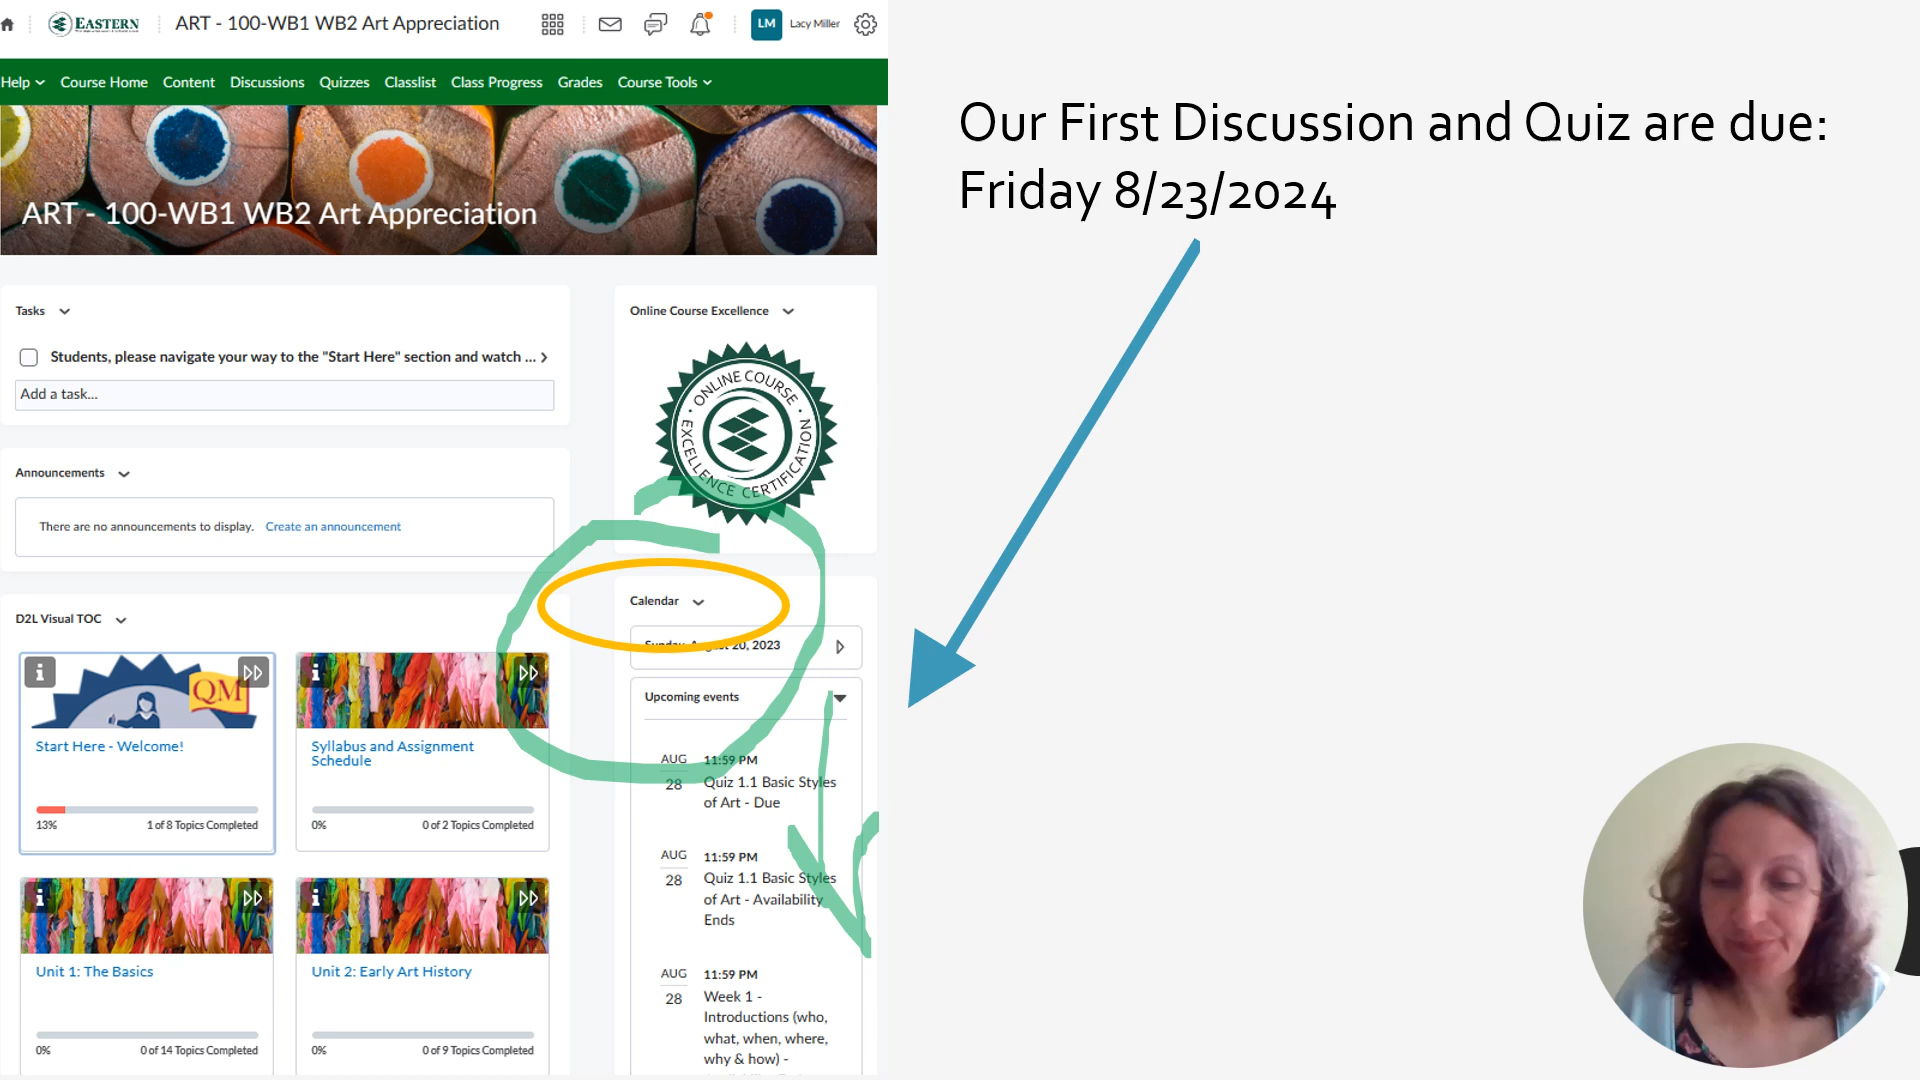 EASTERN
ART - 100-WB1 WB2 Art Appreciation
LM
Lacy Miller
Help
Course Home
Content
Discussions
Quizzes
Classlist
Class Progress
Grades
Course Tools
ART - 100-WB1 WB2 Art Appreciation
Our First Discussion and Quiz are due:
Friday 8/23/2024
Tasks
Students, please navigate your way to the "Start Here" section and watch ...
Add a task...
Announcements
There are no announcements to display. Create an announcement
D2L Visual TOC
QM
Start Here - Welcome!
13%
1 of 8 Topics Completed
Syllabus and Assignment
Schedule
0%
0 of 2 Topics Completed
Unit 1: The Basics
0%
0 of 14 Topics Completed
Unit 2: Early Art History
0%
0 of 9 Topics Completed
Online Course Excellence
ONLINE COURSE
EXCELLENCE CERTIFICATION
Calendar
Sunday, August 20, 2023
Upcoming events
AUG
28
11:59 PM
Quiz 1.1 Basic Styles
of Art - Due
AUG
28
11:59 PM
Quiz 1.1 Basic Styles
of Art - Availability
Ends
AUG
28
11:59 PM
Week 1 -
Introductions (who,
what, when, where,
why & how) -